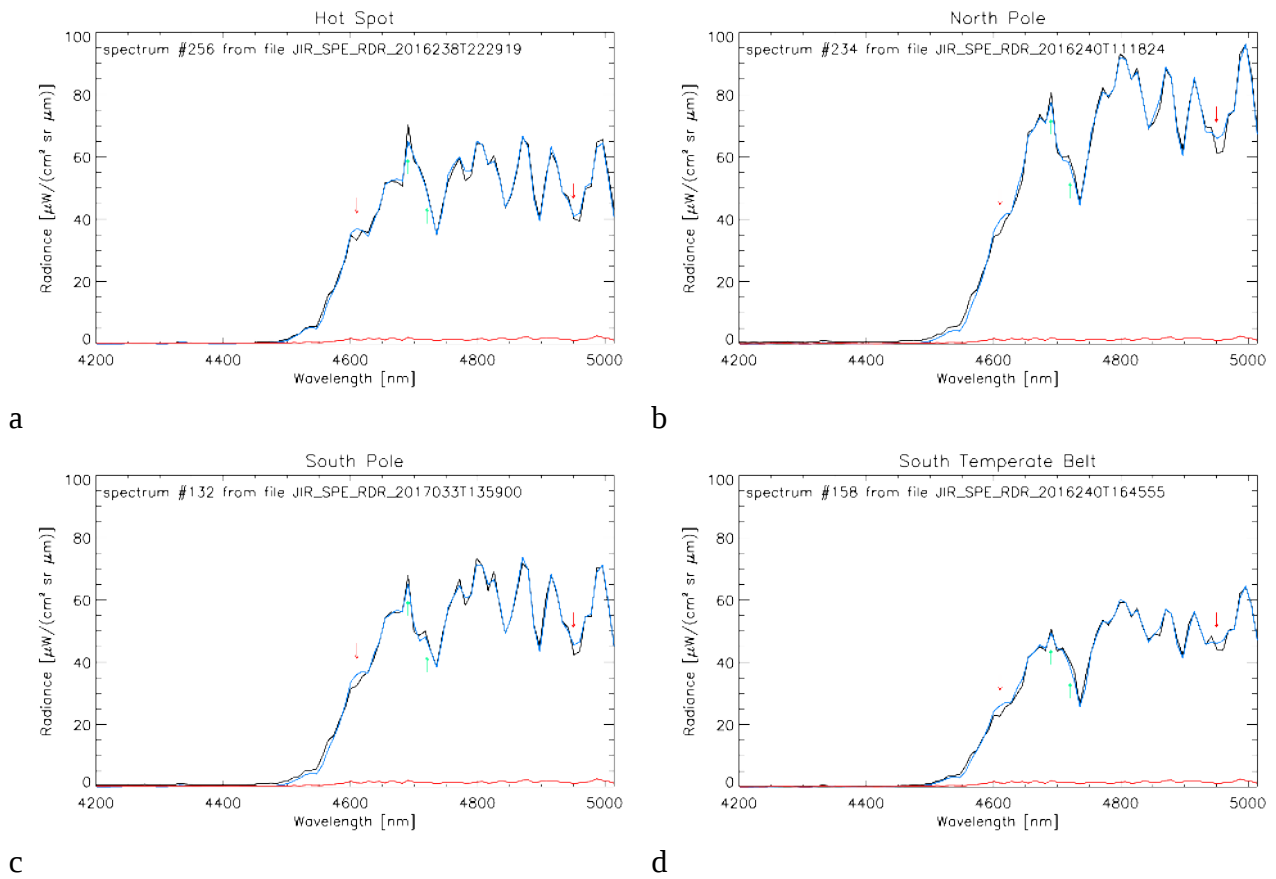 Hot Spot
spectrum #256 from file JIR_SPE_RDR_2016238T222919
100
80
60
40
20
0
Radiance [μW/(cm² sr μm)]
4200 4400 4600 4800 5000
Wavelength [nm]
a
North Pole
spectrum #234 from file JIR_SPE_RDR_2016240T111824
100
80
60
40
20
0
Radiance [μW/(cm² sr μm)]
4200 4400 4600 4800 5000
Wavelength [nm]
b
South Pole
spectrum #132 from file JIR_SPE_RDR_2017033T135900
100
80
60
40
20
0
Radiance [μW/(cm² sr μm)]
4200 4400 4600 4800 5000
Wavelength [nm]
c
South Temperate Belt
spectrum #158 from file JIR_SPE_RDR_2016240T164555
100
80
60
40
20
0
Radiance [μW/(cm² sr μm)]
4200 4400 4600 4800 5000
Wavelength [nm]
d